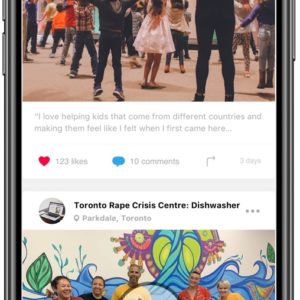 "I love helping kids that come from different countries and
making them feel like I felt when I first came here...
123 likes
10 comments
3 days
Toronto Rape Crisis Centre: Dishwasher
Parkdale, Toronto